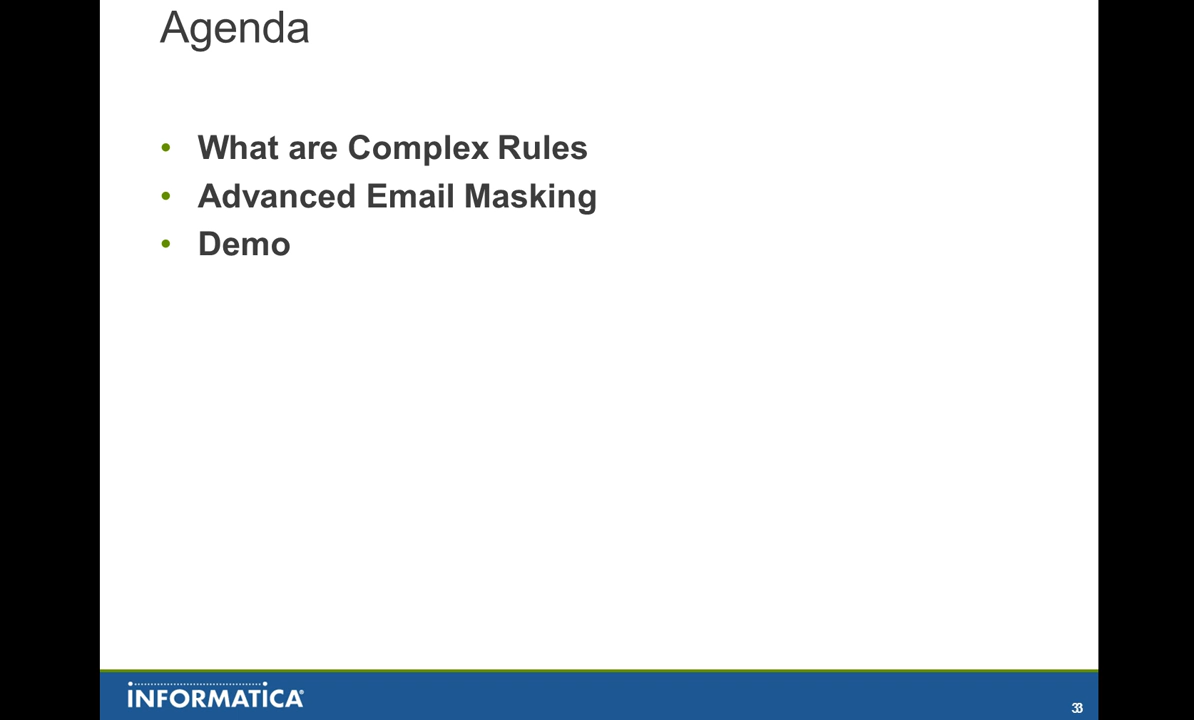 Agenda
• What are Complex Rules
• Advanced Email Masking
• Demo
INFORMATICA®
33